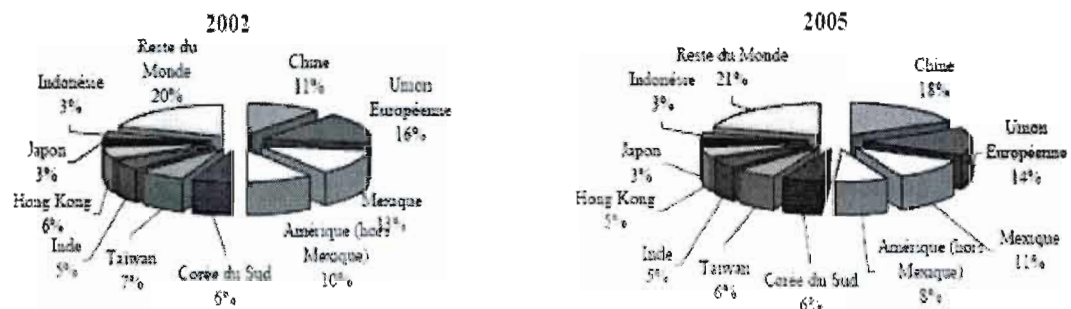 2002
Reste du
Monde
20%
Chine
11%
Union
Européenne
16%
Mexique
13%
Amérique (hors
Mexique)
10%
Corée du Sud
6%
Taiwan
7%
Inde
5%
Hong Kong
6%
Japon
3%
Indonésie
3%
2005
Reste du Monde
21%
Chine
18%
Union
Européenne
14%
Mexique
11%
Amérique (hors
Mexique)
8%
Corée du Sud
6%
Taiwan
6%
Inde
5%
Hong Kong
5%
Japon
3%
Indonésie
3%